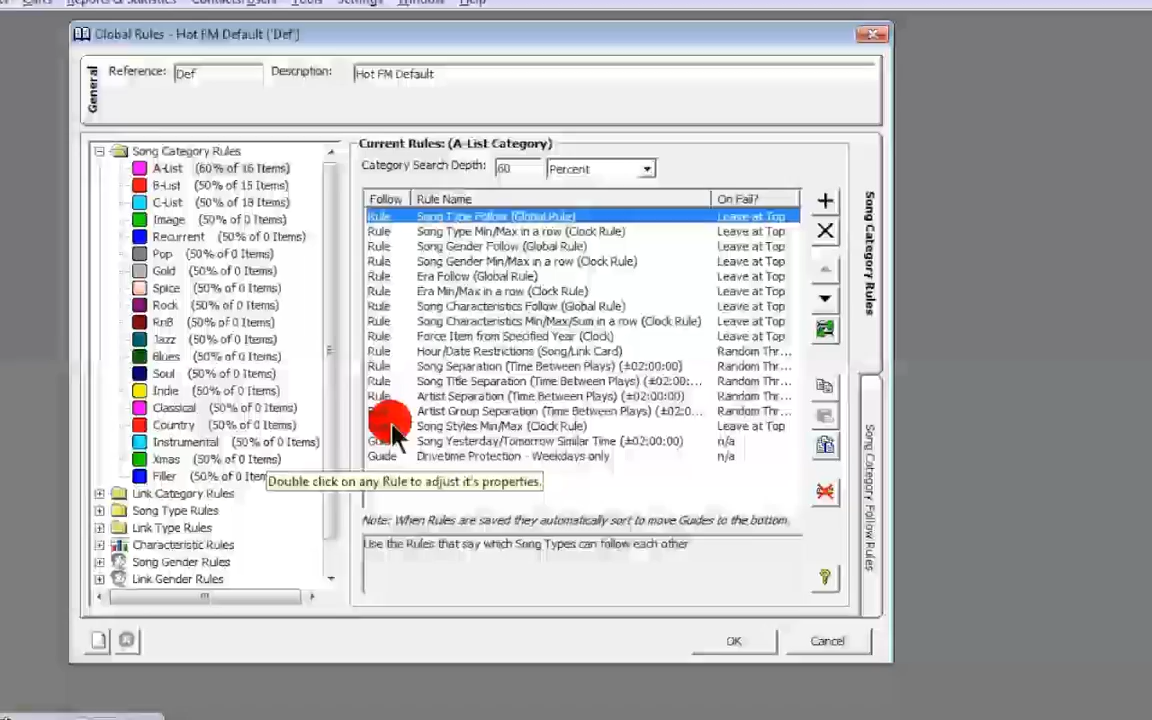 Cards Reports & Statistics Contacts/Users Tools Settings Window Help
Global Rules - Hot FM Default ('Def')
General
Reference: Def Description: Hot FM Default
Song Category Rules
A-List (60% of 16 Items)
B-List (50% of 15 Items)
C-List (50% of 18 Items)
Image (50% of 0 Items)
Recurrent (50% of 0 Items)
Pop (50% of 0 Items)
Gold (50% of 0 Items)
Spice (50% of 0 Items)
Rock (50% of 0 Items)
RnB (50% of 0 Items)
Jazz (50% of 0 Items)
Blues (50% of 0 Items)
Soul (50% of 0 Items)
Indie (50% of 0 Items)
Classical (50% of 0 Items)
Country (50% of 0 Items)
Instrumental (50% of 0 Items)
Xmas (50% of 0 Items)
Filler (50% of 0 Item
Link Category Rules
Song Type Rules
Link Type Rules
Characteristic Rules
Song Gender Rules
Link Gender Rules
Current Rules: (A-List Category)
Category Search Depth: 60 Percent
Follow Rule Name On Fail?
Rule Song Type Follow (Global Rule) Leave at Top
Rule Song Type Min/Max in a row (Clock Rule) Leave at Top
Rule Song Gender Follow (Global Rule) Leave at Top
Rule Song Gender Min/Max in a row (Clock Rule) Leave at Top
Rule Era Follow (Global Rule) Leave at Top
Rule Era Min/Max in a row (Clock Rule) Leave at Top
Rule Song Characteristics Follow (Global Rule) Leave at Top
Rule Song Characteristics Min/Max/Sum in a row (Clock Rule) Leave at Top
Rule Force Item from Specified Year (Clock) Leave at Top
Rule Hour/Date Restrictions (Song/Link Card) Random Thr...
Rule Song Separation (Time Between Plays) (±02:00:00) Random Thr...
Rule Song Title Separation (Time Between Plays) (±02:00:... Random Thr...
Rule Artist Separation (Time Between Plays) (±02:00:00) Random Thr...
Artist Group Separation (Time Between Plays) (±02:0... Random Thr...
Song Styles Min/Max (Clock Rule) Leave at Top
Guide Song Yesterday/Tomorrow Similar Time (±02:00:00) n/a
Guide Drivetime Protection - Weekdays only n/a
Double click on any Rule to adjust it's properties.
Note: When Rules are saved they automatically sort to move Guides to the bottom.
Use the Rules that say which Song Types can follow each other
Song Category Rules
Song Category Follow Rules
OK Cancel